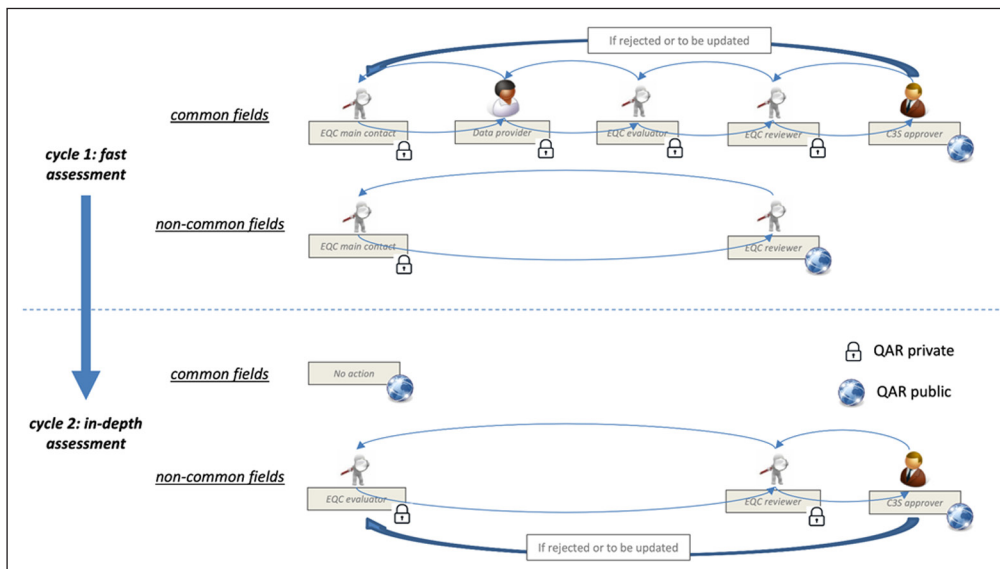 If rejected or to be updated
common fields
EQC main contact
Data provider
EQC evaluator
EQC reviewer
C3S approver
cycle 1: fast
assessment
non-common fields
EQC main contact
EQC reviewer
QAR private
common fields
No action
QAR public
cycle 2: in-depth
assessment
non-common fields
EQC evaluator
EQC reviewer
C3S approver
If rejected or to be updated